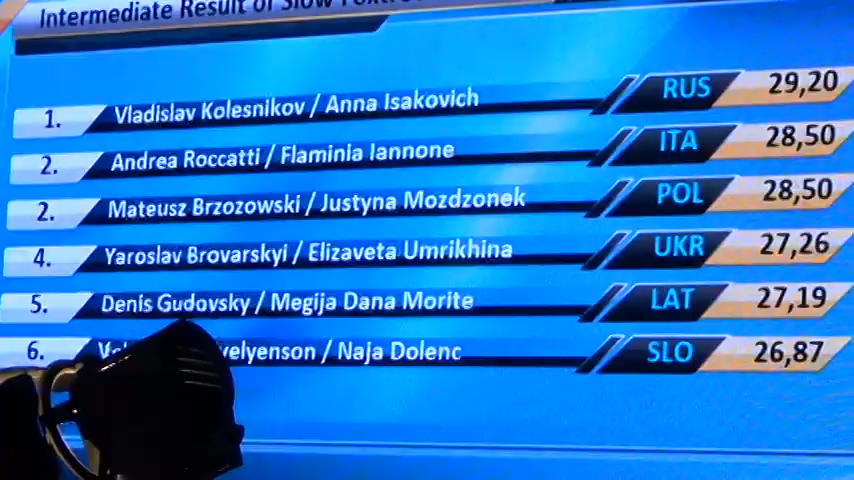 Intermediate Result of Slow
1. Vladislav Kolesnikov / Anna Isakovich RUS 29,20
2. Andrea Roccatti / Flaminia Iannone ITA 28,50
2. Mateusz Brzozowski / Justyna Mozdzonek POL 28,50
4. Yaroslav Brovarskyi / Elizaveta Umrikhina UKR 27,26
5. Denis Gudovsky / Megija Dana Morite LAT 27,19
6. / Naja Dolenc SLO 26,87